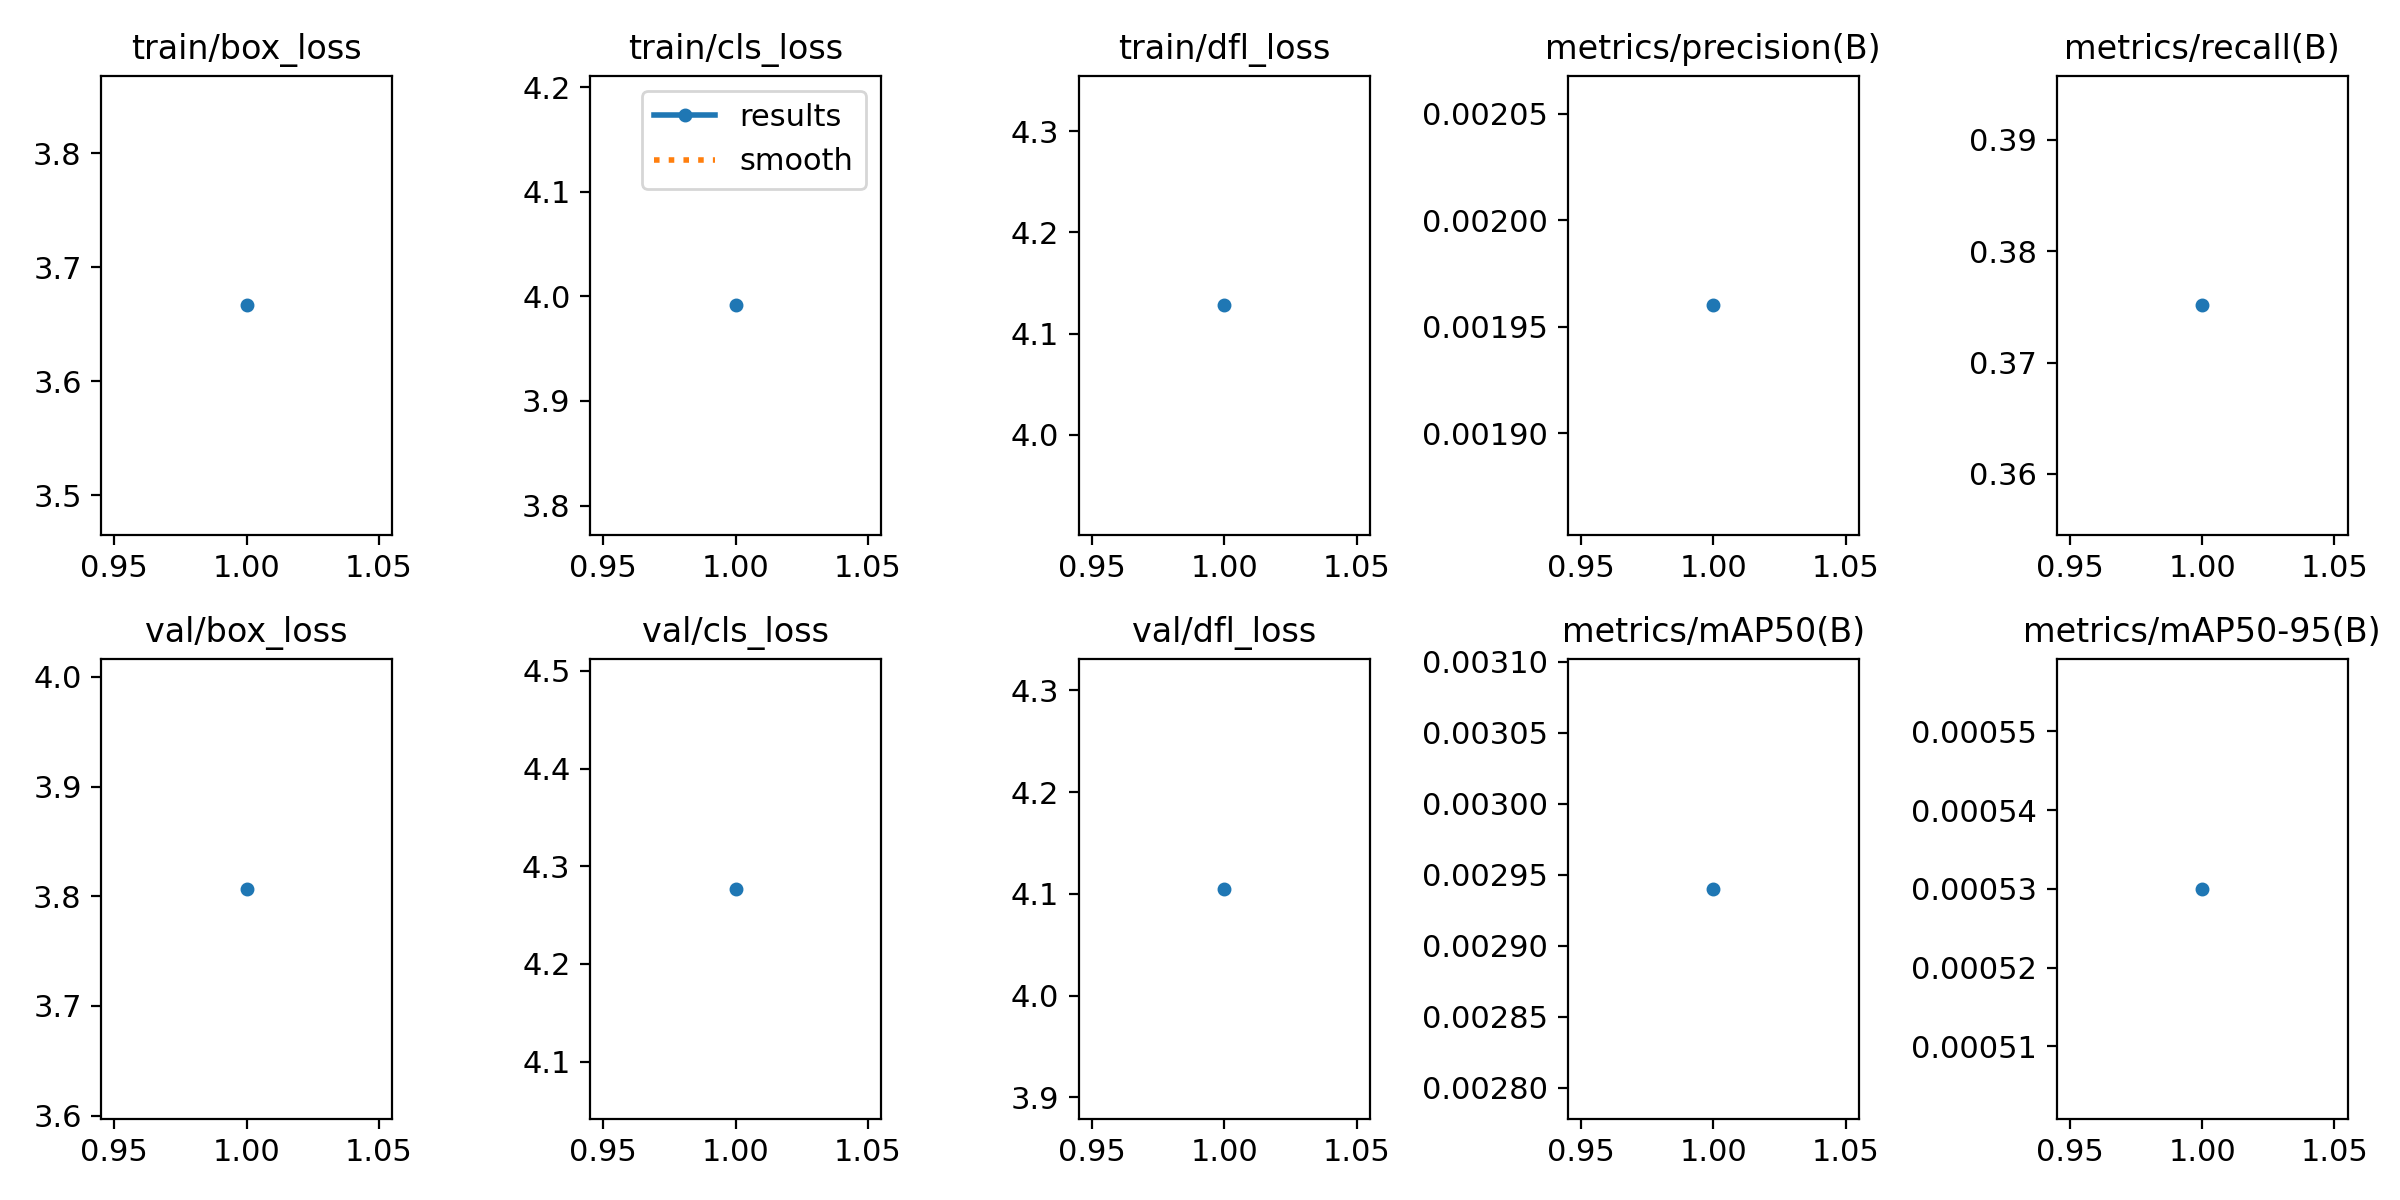 train/box_loss
3.8
3.7
3.6
3.5
0.95 1.00 1.05
train/cls_loss
results
smooth
4.2
4.1
4.0
3.9
3.8
0.95 1.00 1.05
train/dfl_loss
4.3
4.2
4.1
4.0
0.95 1.00 1.05
metrics/precision(B)
0.00205
0.00200
0.00195
0.00190
0.95 1.00 1.05
metrics/recall(B)
0.39
0.38
0.37
0.36
0.95 1.00 1.05
val/box_loss
4.0
3.9
3.8
3.7
3.6
0.95 1.00 1.05
val/cls_loss
4.5
4.4
4.3
4.2
4.1
0.95 1.00 1.05
val/dfl_loss
4.3
4.2
4.1
4.0
3.9
0.95 1.00 1.05
metrics/mAP50(B)
0.00310
0.00305
0.00300
0.00295
0.00290
0.00285
0.00280
0.95 1.00 1.05
metrics/mAP50-95(B)
0.00055
0.00054
0.00053
0.00052
0.00051
0.95 1.00 1.05